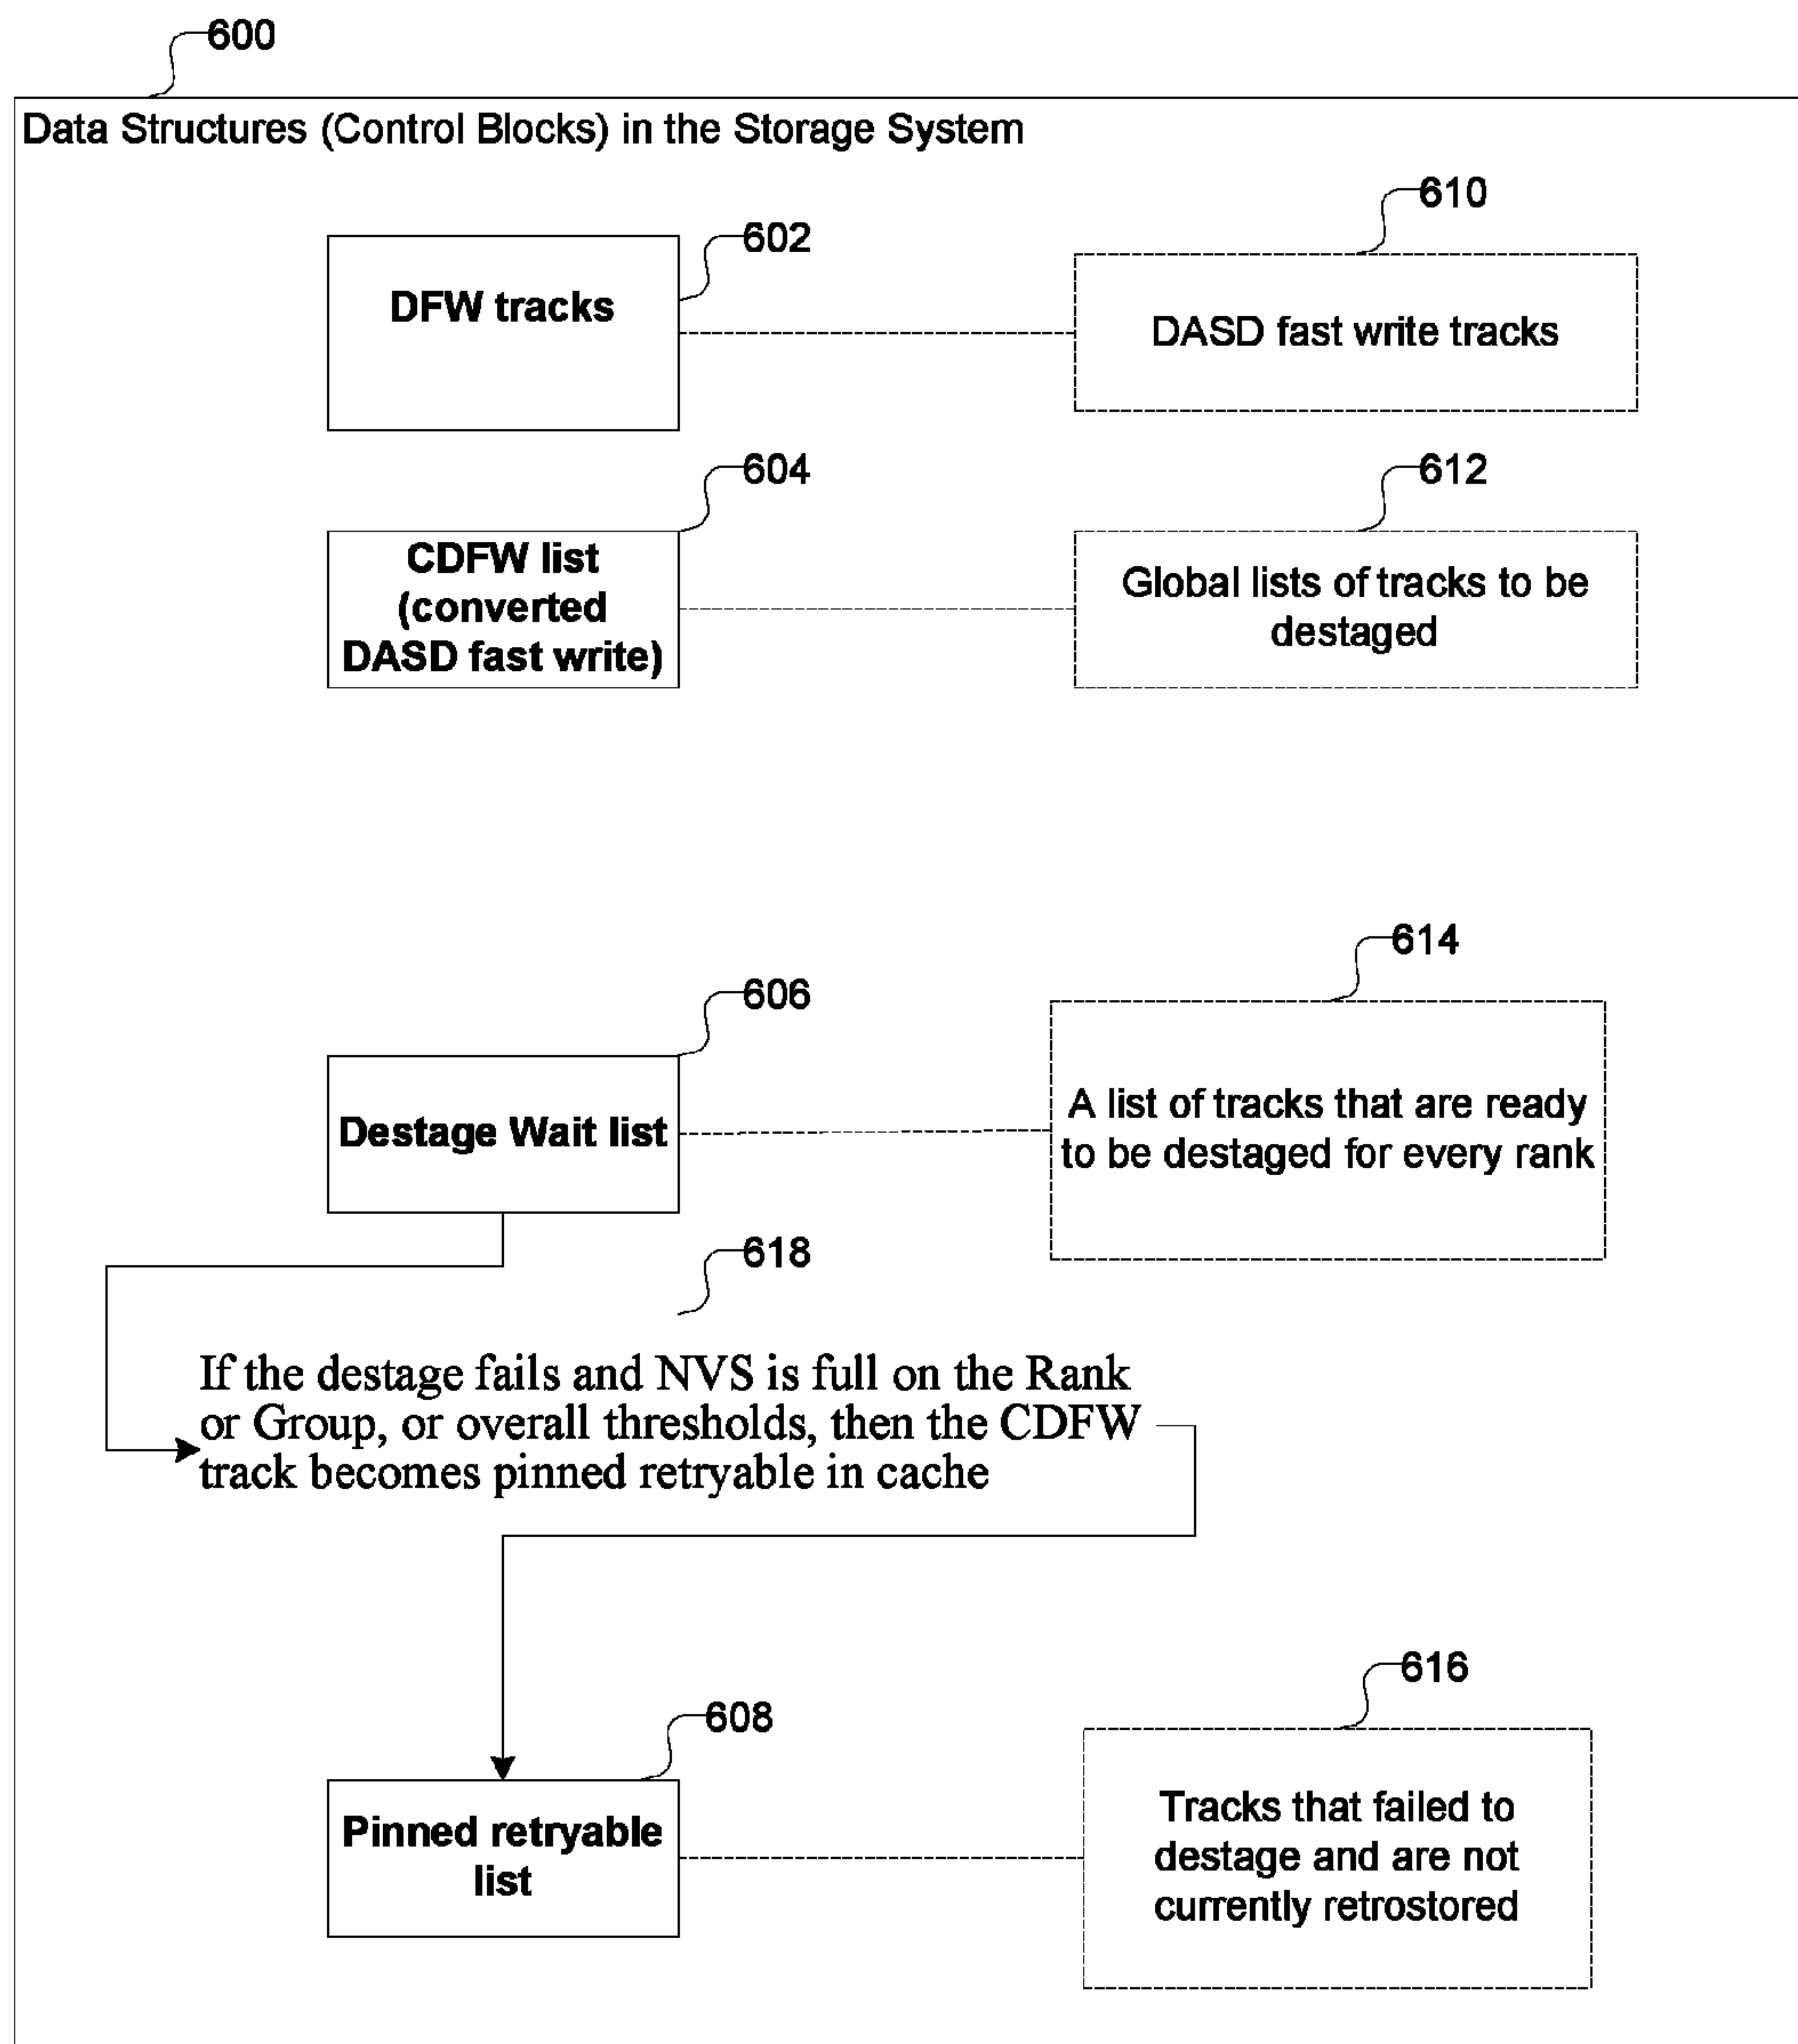 600
Data Structures (Control Blocks) in the Storage System
610
602
DFW tracks
DASD fast write tracks
604
612
CDFW list
(converted
DASD fast write)
Global lists of tracks to be
destaged
614
606
Destage Wait list
A list of tracks that are ready
to be destaged for every rank
618
If the destage fails and NVS is full on the Rank
or Group, or overall thresholds, then the CDFW
track becomes pinned retryable in cache
616
608
Pinned retryable
list
Tracks that failed to
destage and are not
currently retrostored